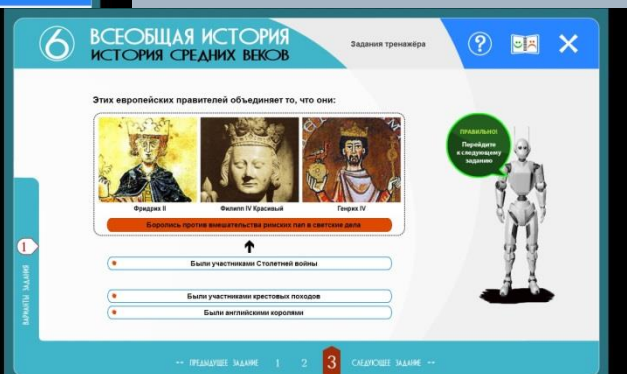 6
ВСЕОБЩАЯ ИСТОРИЯ
ИСТОРИЯ СРЕДНИХ ВЕКОВ
Задания тренажёра
?
Этих европейских правителей объединяет то, что они:
ПРАВИЛЬНО!
Перейдите
к следующему
заданию
Фридрих II
Филипп IV Красивый
Генрих IV
Боролись против вмешательства римских пап в светские дела
Были участниками Столетней войны
Были участниками крестовых походов
Были английскими королями
1
ВАРИАНТЫ ЗАДАНИЯ
ПРЕДЫДУЩЕЕ ЗАДАНИЕ 1 2 3 СЛЕДУЮЩЕЕ ЗАДАНИЕ